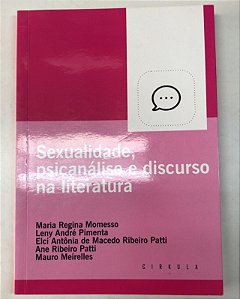 Sexualidade,
psicanálise e discurso
na literatura
Maria Regina Momesso
Leny André Pimenta
Elci Antônia de Macedo Ribeiro Patti
Ane Ribeiro Patti
Mauro Meirelles
CIRKULA